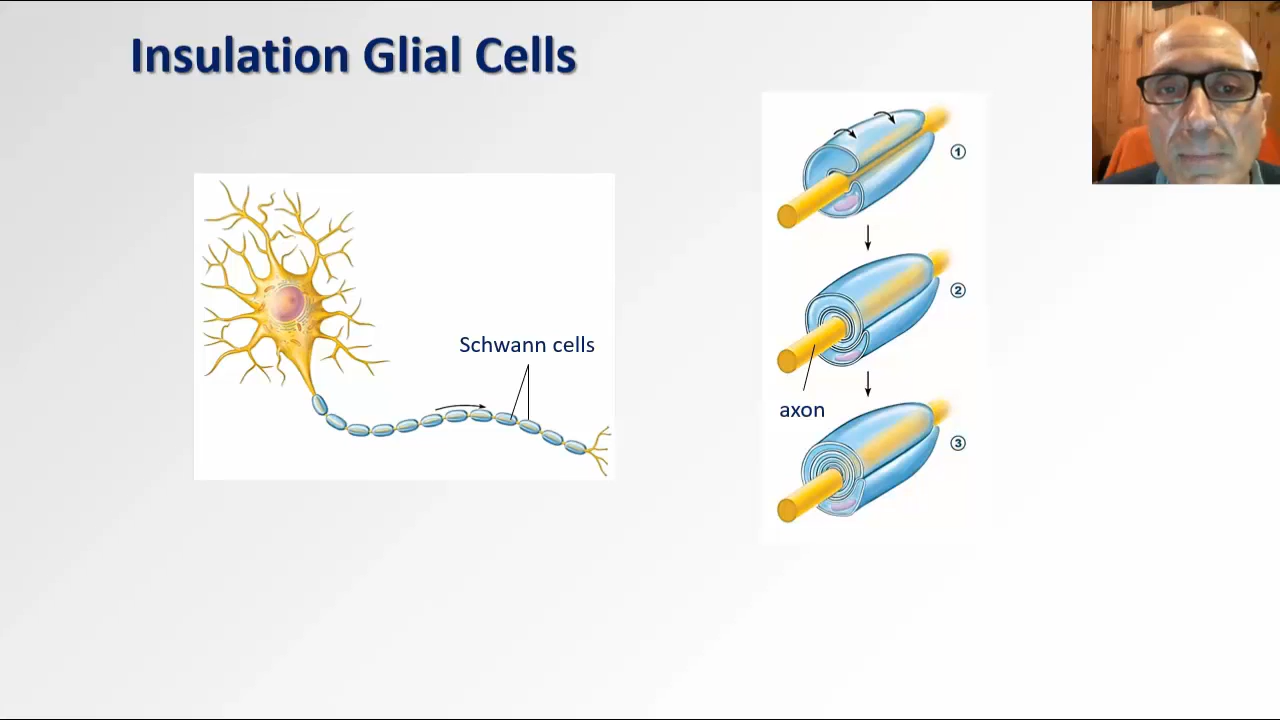 Insulation Glial Cells
Schwann cells
①
②
axon
③